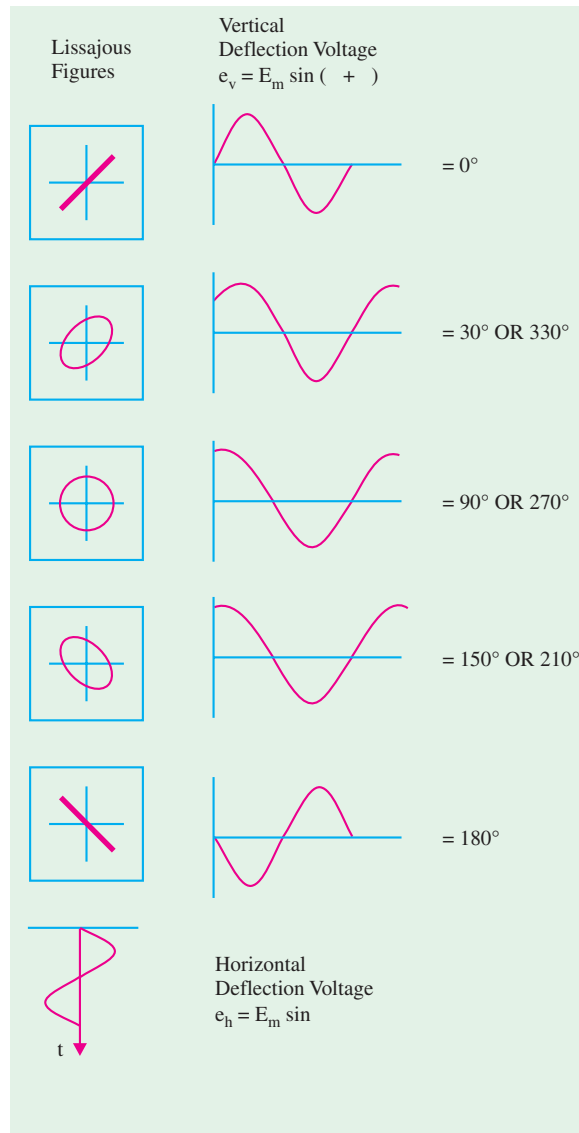 Lissajous
Figures
Vertical
Deflection Voltage
e_v = E_m sin (   +   )
= 0°
= 30° OR 330°
= 90° OR 270°
= 150° OR 210°
= 180°
t
Horizontal
Deflection Voltage
e_h = E_m sin